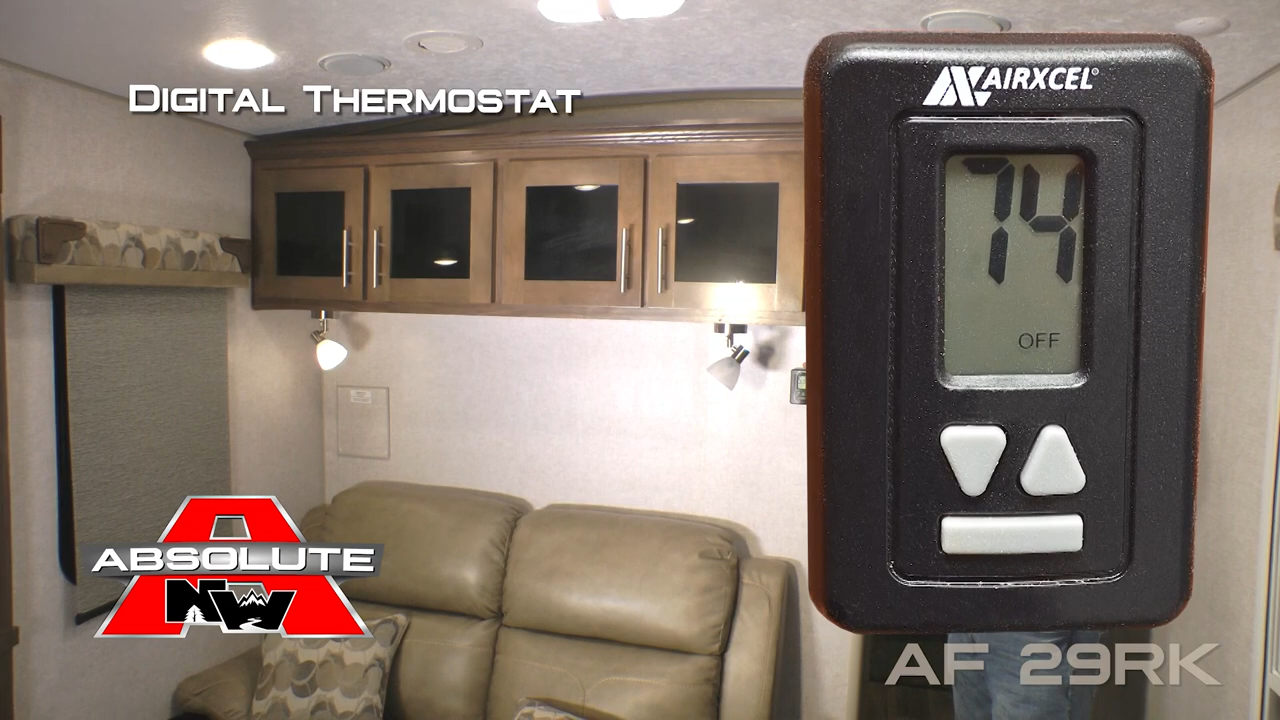 AIRXCEL®
Digital Thermostat
74
OFF
ABSOLUTE
NW
AF 29RK